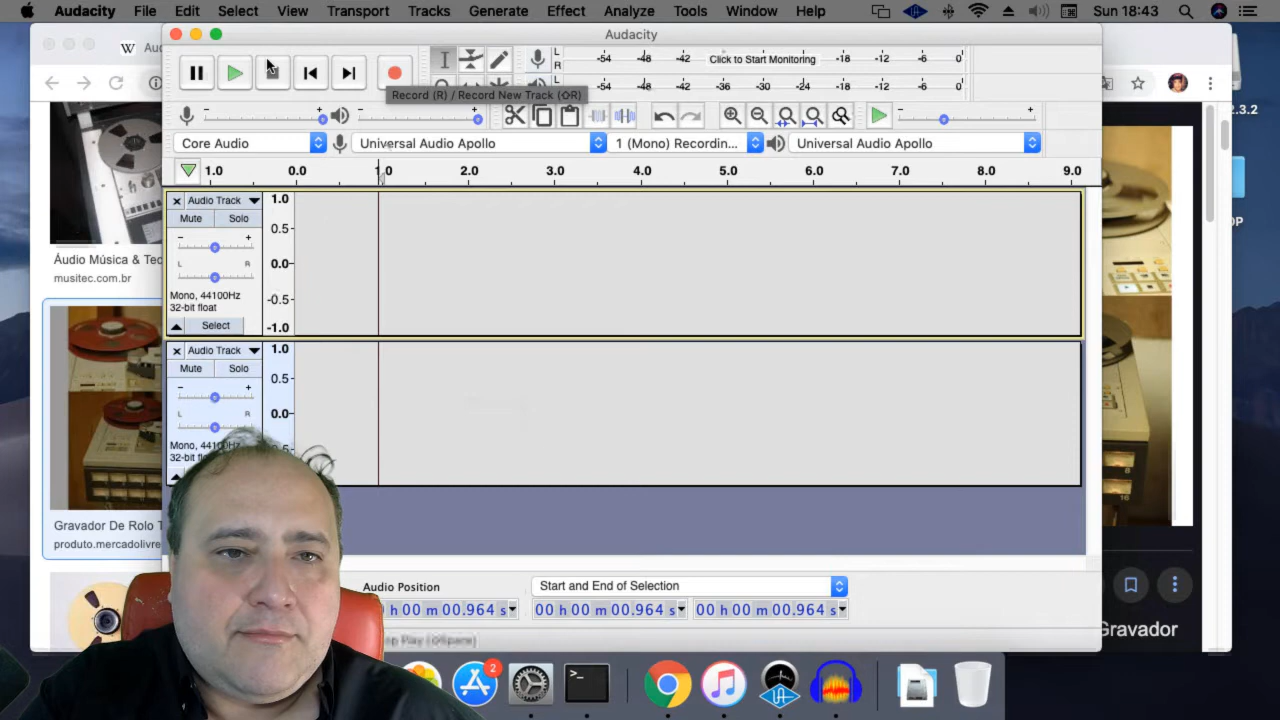 Audacity File Edit Select View Transport Tracks Generate Effect Analyze Tools Window Help Sun 18:43
Audacity
W
L
R
-54 -48 -42 Click to Start Monitoring -18 -12 -6 0
-54 -48 -42 -36 -30 -24 -18 -12 -6 0
Record (R) / Record New Track (⇧R)
Core Audio Universal Audio Apollo 1 (Mono) Recordin... Universal Audio Apollo
1.0 0.0 1.0 2.0 3.0 4.0 5.0 6.0 7.0 8.0 9.0
× Audio Track
Mute Solo
- +
L R
Mono, 44100Hz
32-bit float
Select
1.0
0.5
0.0
-0.5
-1.0
× Audio Track
Mute Solo
- +
L R
Mono, 44100Hz
32-bit
1.0
0.5
0.0
Áudio Música & Tec
musitec.com.br
Gravador De Rolo T
produto.mercadolivre
.3.2
OP
Gravador
Audio Position
Start and End of Selection
h 00 m 00.964 s
00 h 00 m 00.964 s
00 h 00 m 00.964 s
2